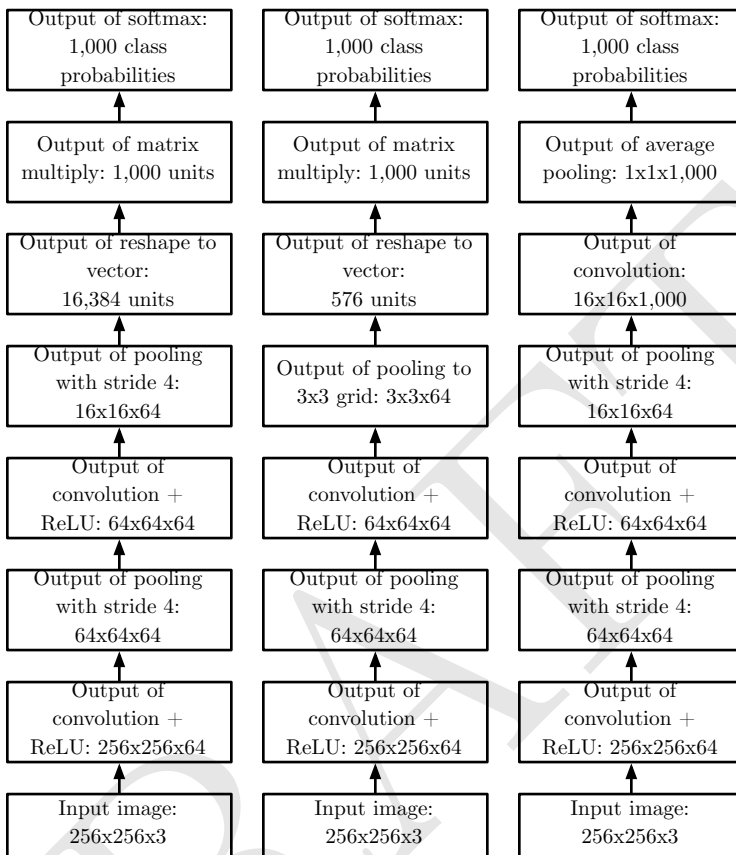 Output of softmax:
1,000 class
probabilities
Output of matrix
multiply: 1,000 units
Output of reshape to
vector:
16,384 units
Output of pooling
with stride 4:
16x16x64
Output of
convolution +
ReLU: 64x64x64
Output of pooling
with stride 4:
64x64x64
Output of
convolution +
ReLU: 256x256x64
Input image:
256x256x3
Output of softmax:
1,000 class
probabilities
Output of matrix
multiply: 1,000 units
Output of reshape to
vector:
576 units
Output of pooling to
3x3 grid: 3x3x64
Output of
convolution +
ReLU: 64x64x64
Output of pooling
with stride 4:
64x64x64
Output of
convolution +
ReLU: 256x256x64
Input image:
256x256x3
Output of softmax:
1,000 class
probabilities
Output of average
pooling: 1x1x1,000
Output of
convolution:
16x16x1,000
Output of pooling
with stride 4:
16x16x64
Output of
convolution +
ReLU: 64x64x64
Output of pooling
with stride 4:
64x64x64
Output of
convolution +
ReLU: 256x256x64
Input image:
256x256x3